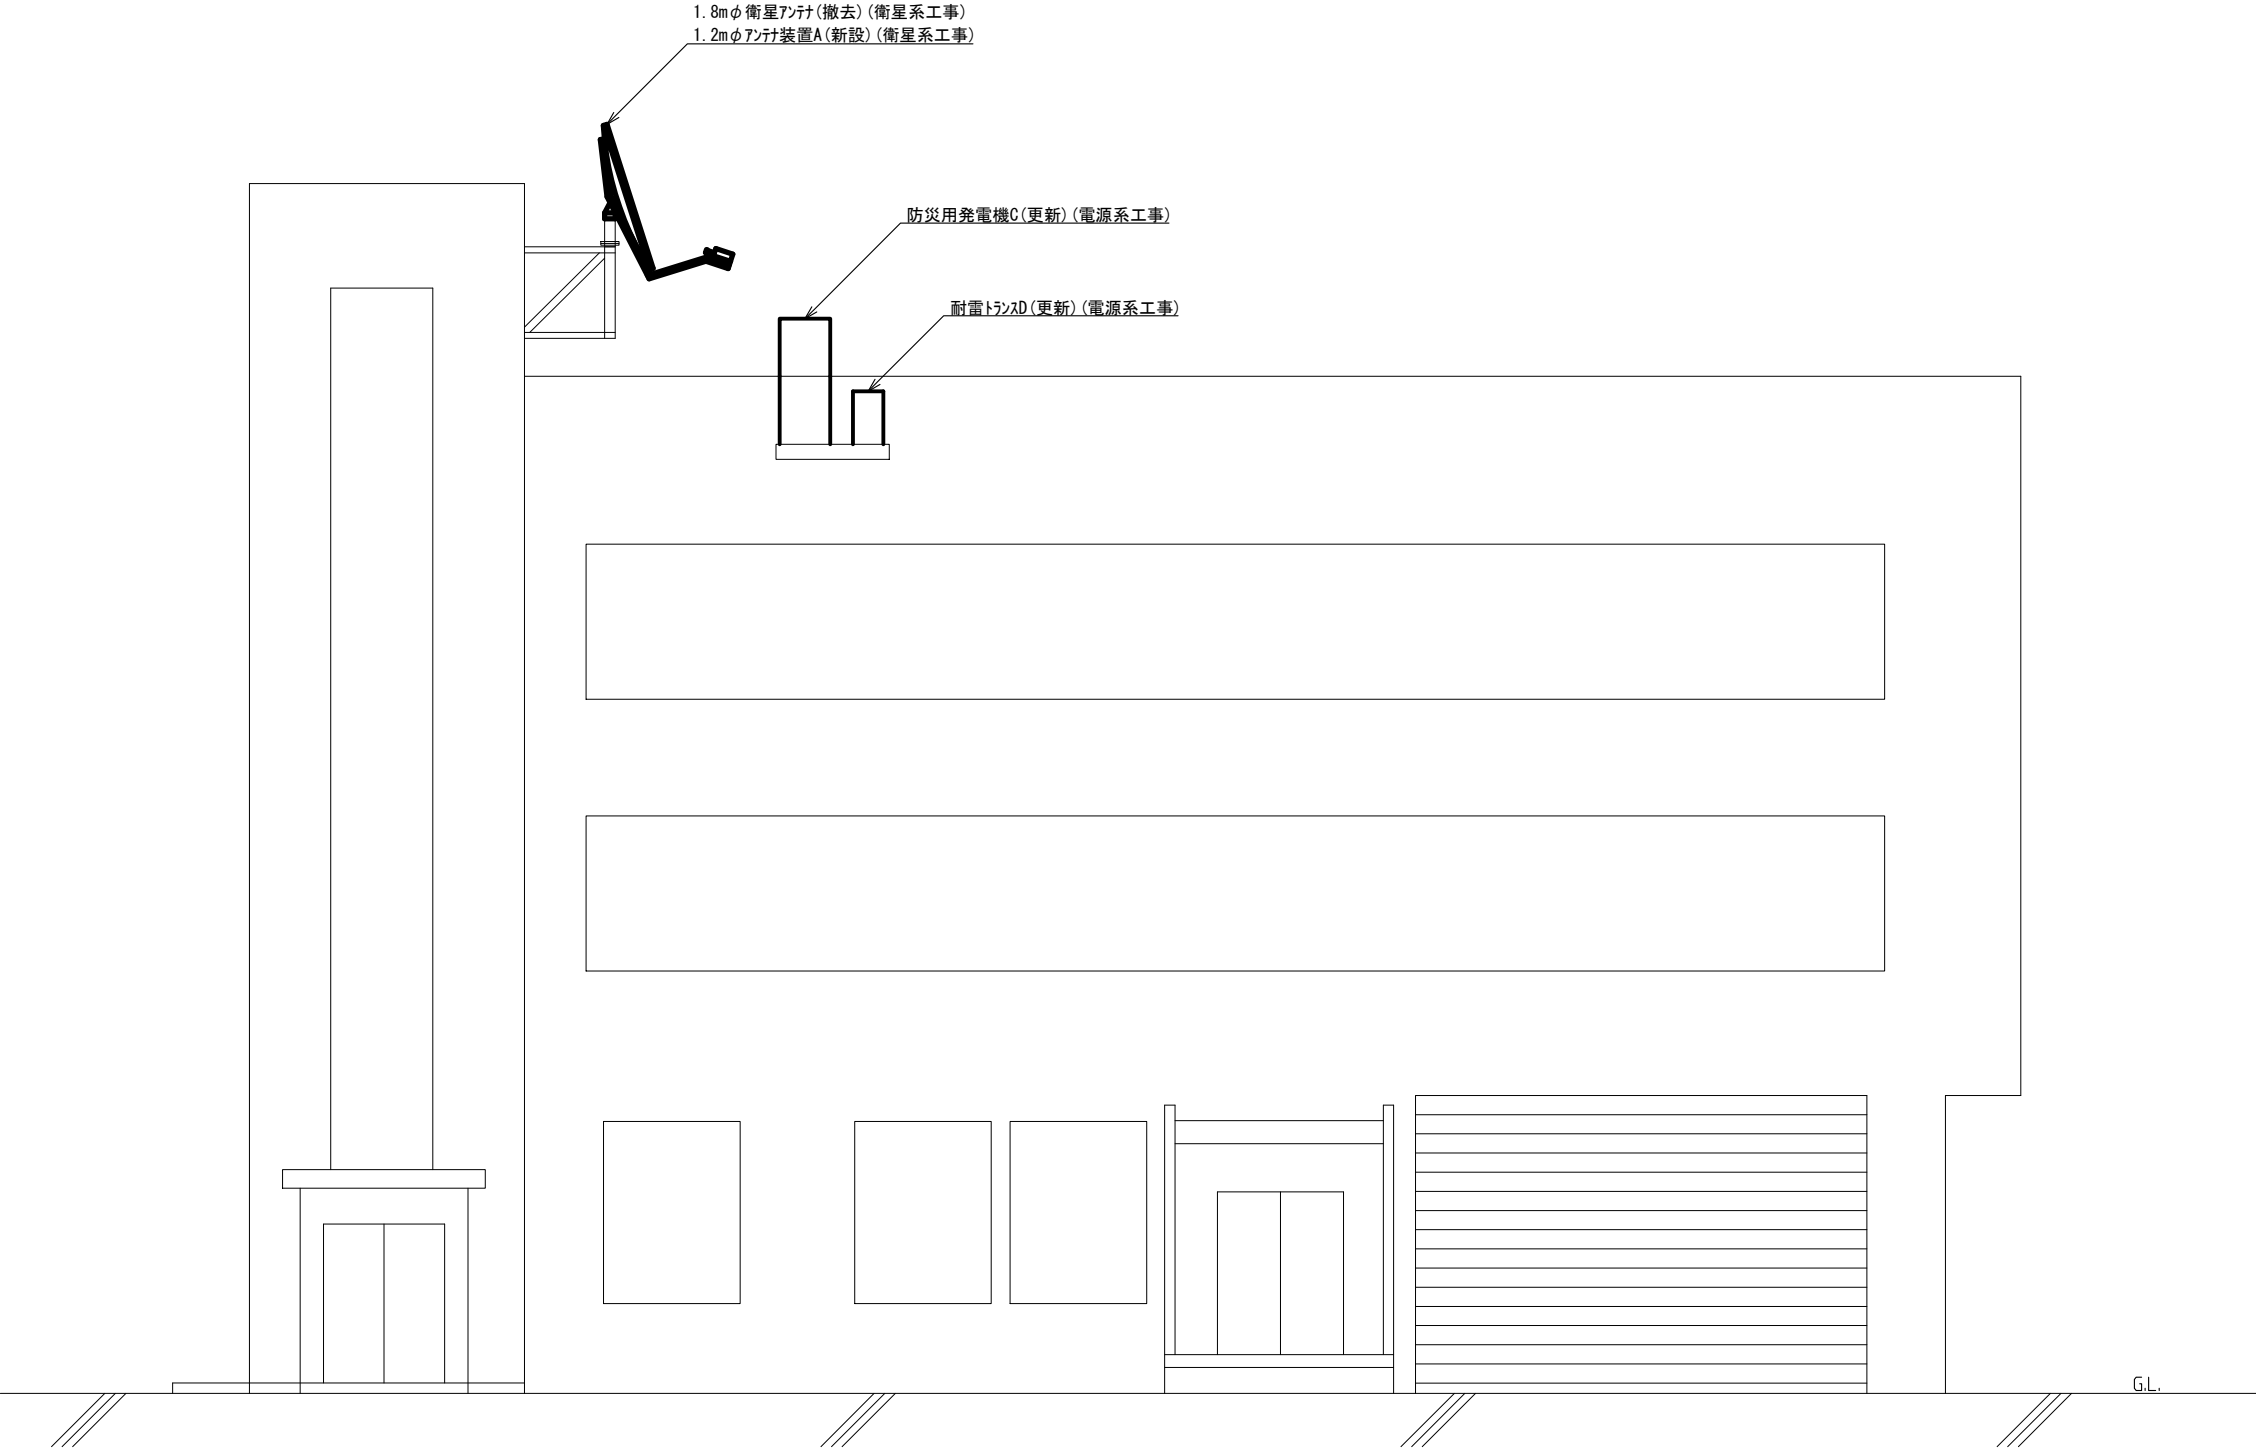 1.8mφ衛星ｱﾝﾃﾅ(撤去)(衛星系工事)
1.2mφｱﾝﾃﾅ装置A(新設)(衛星系工事)
防災用発電機C(更新)(電源系工事)
耐雷ﾄﾗﾝｽD(更新)(電源系工事)
G.L.